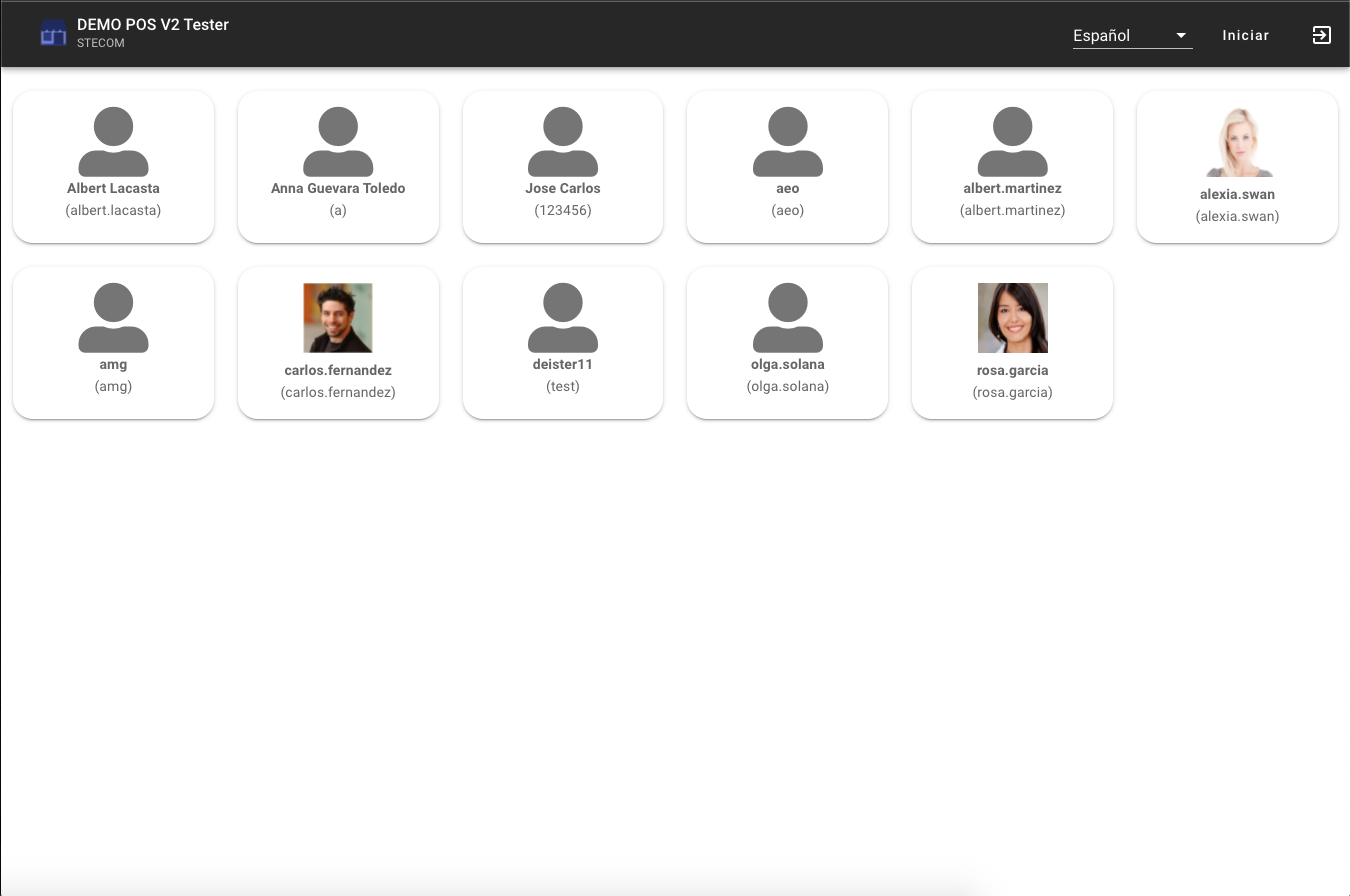 DEMO POS V2 Tester
STECOM
Español
Iniciar
Albert Lacasta
(albert.lacasta)
Anna Guevara Toledo
(a)
Jose Carlos
(123456)
aeo
(aeo)
albert.martinez
(albert.martinez)
alexia.swan
(alexia.swan)
amg
(amg)
carlos.fernandez
(carlos.fernandez)
deister11
(test)
olga.solana
(olga.solana)
rosa.garcia
(rosa.garcia)